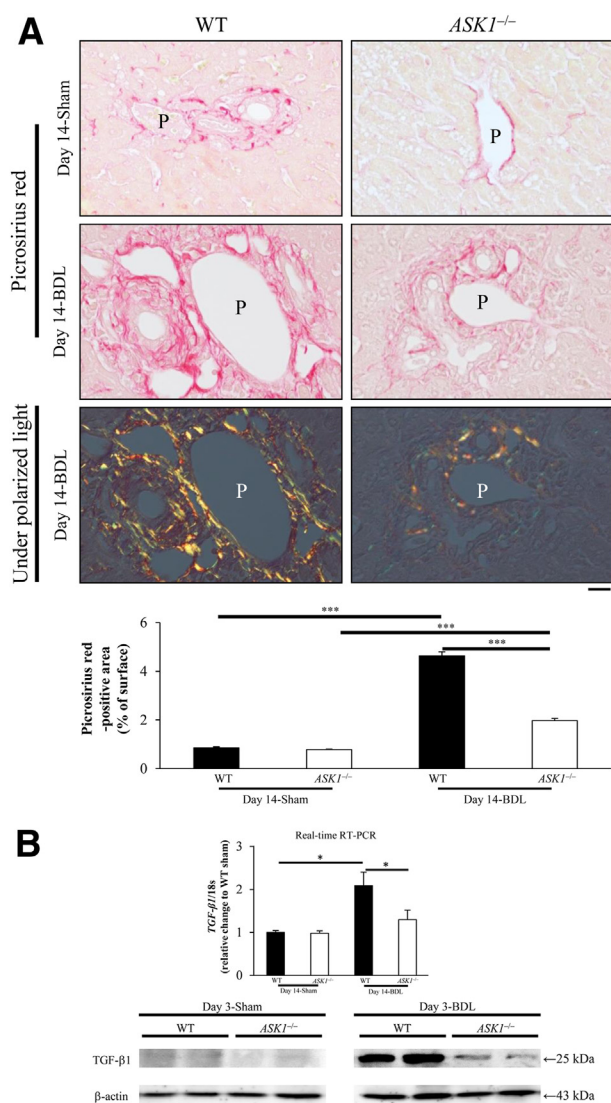 A
WT
ASK1–/–
Picrosirius red
Day 14-Sham
P
P
Day 14-BDL
P
P
Under polarized light
Day 14-BDL
P
P
Picrosirius red
-positive area
(% of surface)
6
4
2
0
***
***
***
WT
ASK1–/–
WT
ASK1–/–
Day 14-Sham
Day 14-BDL
B
Real-time RT-PCR
TGF-β1/18s
(relative change to WT sham)
3
2
1
0
*
*
WT
ASK1–/–
WT
ASK1–/–
Day 14-Sham
Day 14-BDL
Day 3-Sham
Day 3-BDL
WT
ASK1–/–
WT
ASK1–/–
TGF-β1
←25 kDa
β-actin
←43 kDa